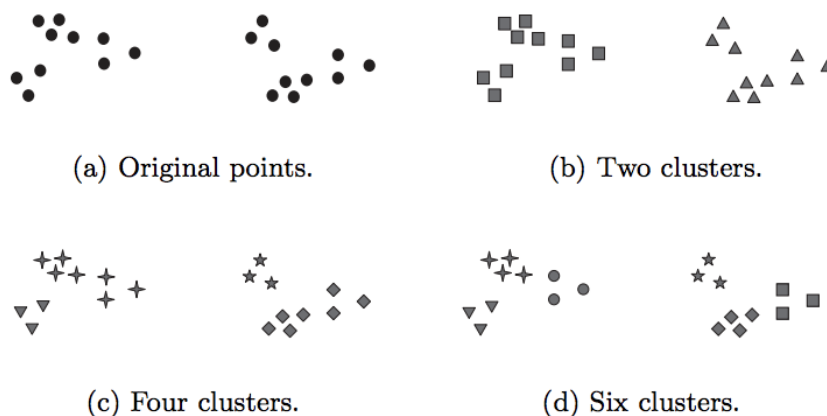 (a) Original points.
(b) Two clusters.
(c) Four clusters.
(d) Six clusters.